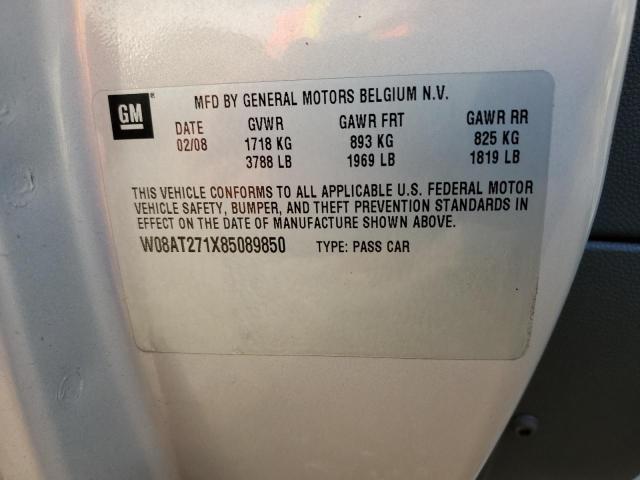 GM
MFD BY GENERAL MOTORS BELGIUM N.V.
DATE GVWR GAWR FRT GAWR RR
02/08 1718 KG 893 KG 825 KG
3788 LB 1969 LB 1819 LB
THIS VEHICLE CONFORMS TO ALL APPLICABLE U.S. FEDERAL MOTOR
VEHICLE SAFETY, BUMPER, AND THEFT PREVENTION STANDARDS IN
EFFECT ON THE DATE OF MANUFACTURE SHOWN ABOVE.
W08AT271X85089850 TYPE: PASS CAR